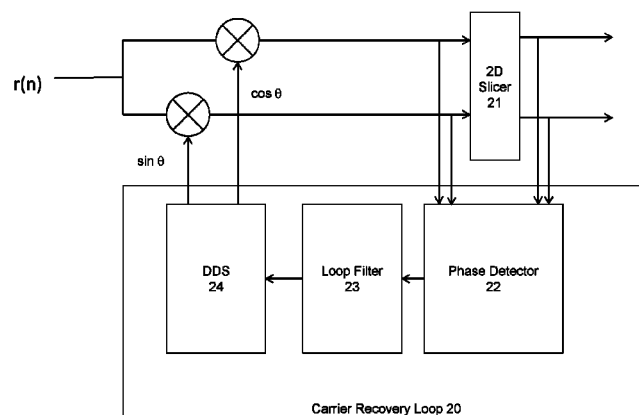 r(n)
cos θ
sin θ
2D
Slicer
21
DDS
24
Loop Filter
23
Phase Detector
22
Carrier Recovery Loop 20